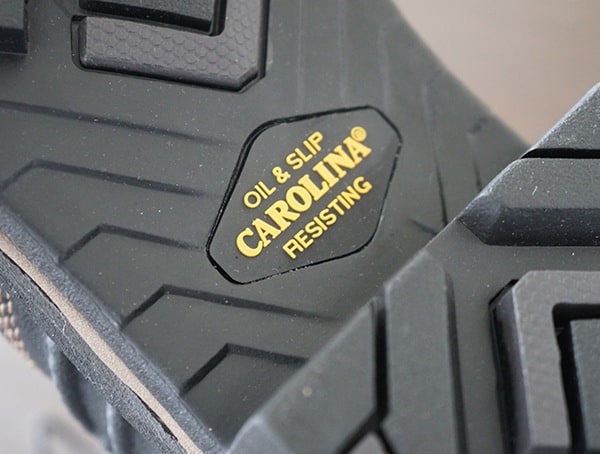 OIL & SLIP
CAROLINA®
RESISTING